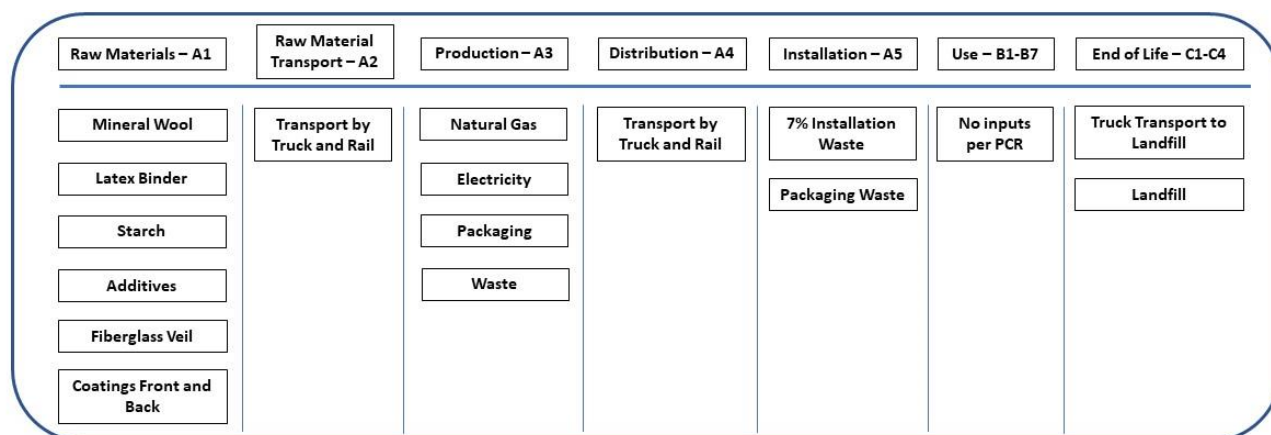 Raw Materials – A1
Raw Material
Transport – A2
Production – A3
Distribution – A4
Installation – A5
Use – B1-B7
End of Life – C1-C4
Mineral Wool
Latex Binder
Starch
Additives
Fiberglass Veil
Coatings Front and
Back
Transport by
Truck and Rail
Natural Gas
Electricity
Packaging
Waste
Transport by
Truck and Rail
7% Installation
Waste
Packaging Waste
No inputs
per PCR
Truck Transport to
Landfill
Landfill